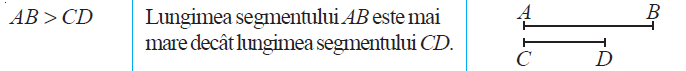 AB > CD
Lungimea segmentului AB este mai
mare decât lungimea segmentului CD.
A B
C D